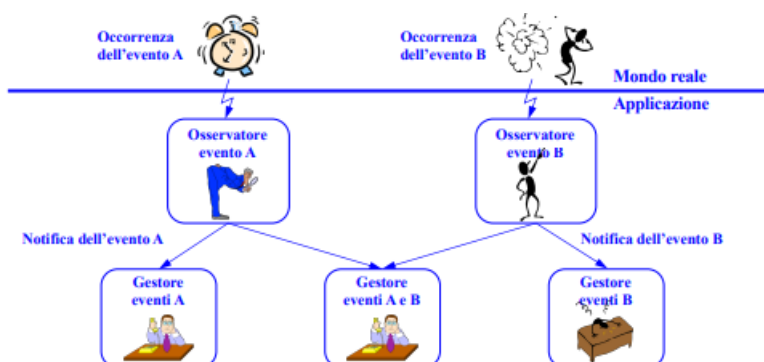 Occorrenza
dell'evento A
Occorrenza
dell'evento B
Mondo reale
Applicazione
Osservatore
evento A
Osservatore
evento B
Notifica dell'evento A
Notifica dell'evento B
Gestore
eventi A
Gestore
eventi A e B
Gestore
eventi B